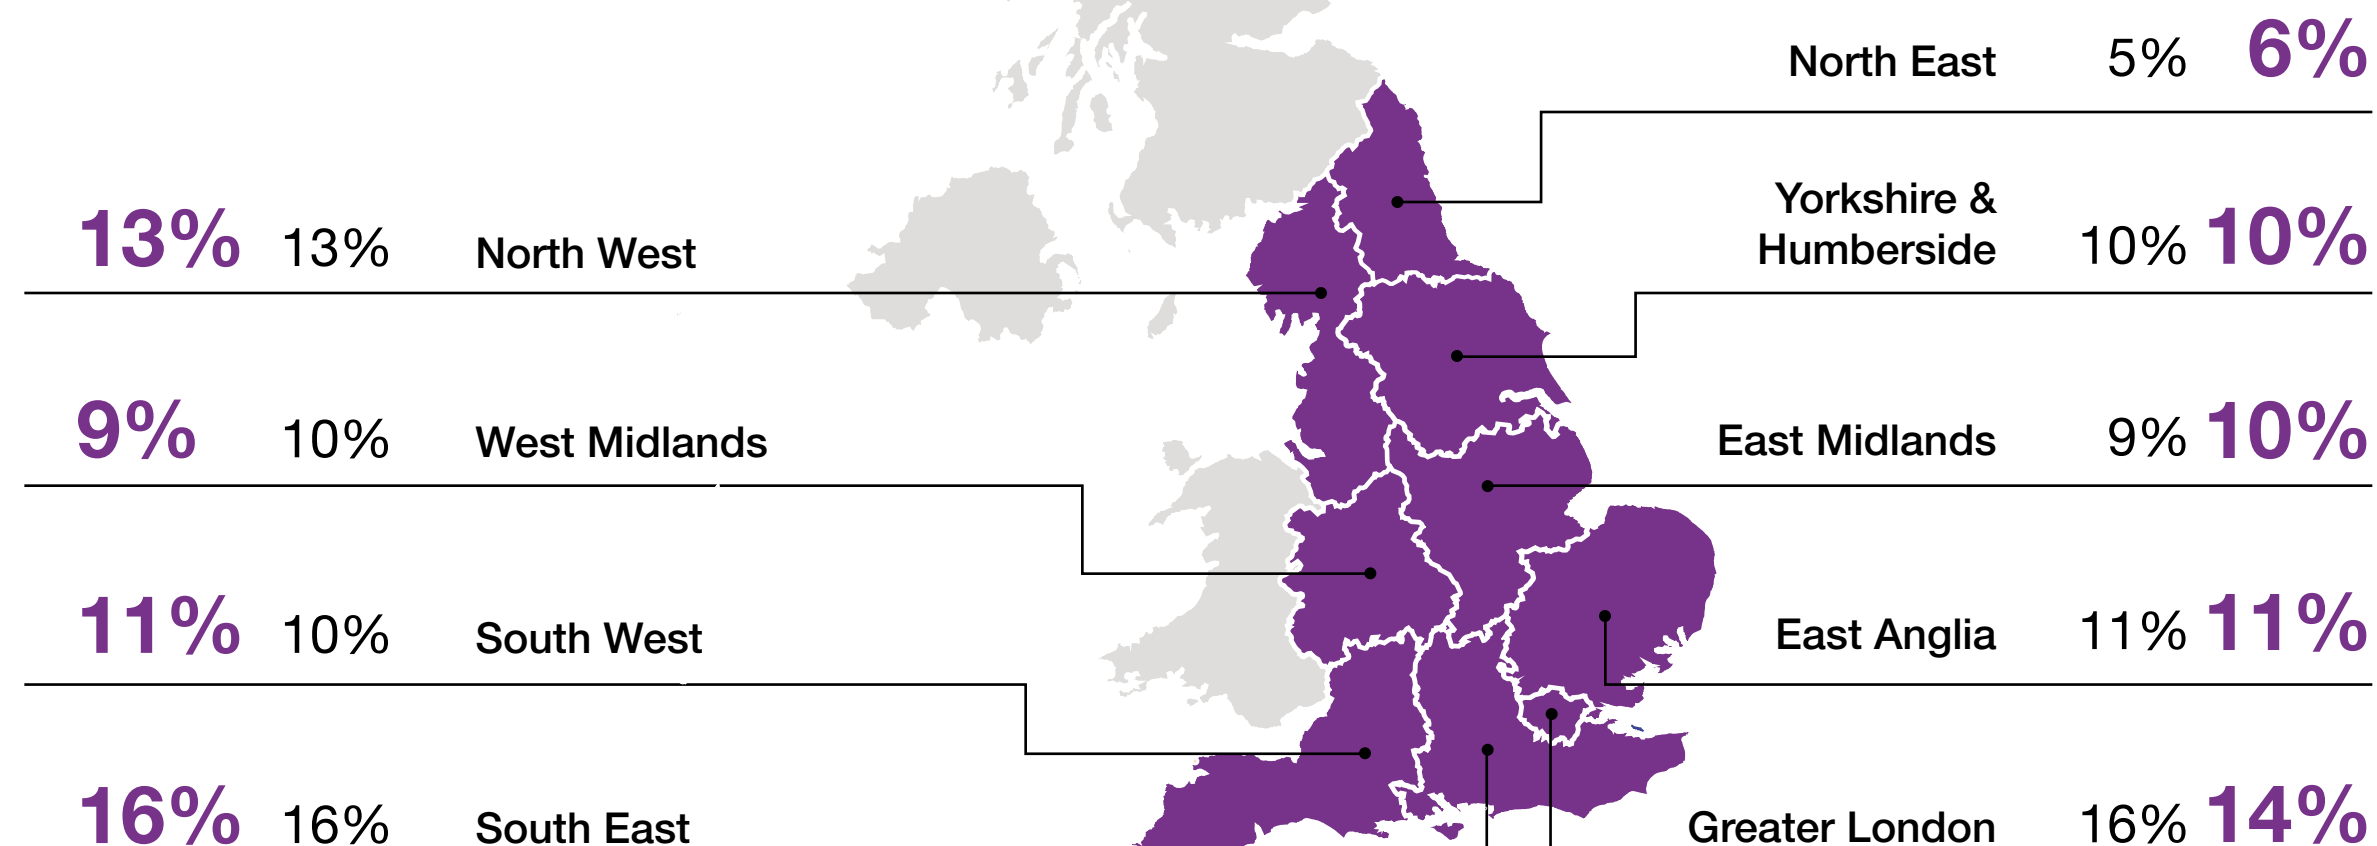 North East 5% 6%
13% 13% North West
Yorkshire &
Humberside 10% 10%
9% 10% West Midlands
East Midlands 9% 10%
11% 10% South West
East Anglia 11% 11%
16% 16% South East
Greater London 16% 14%